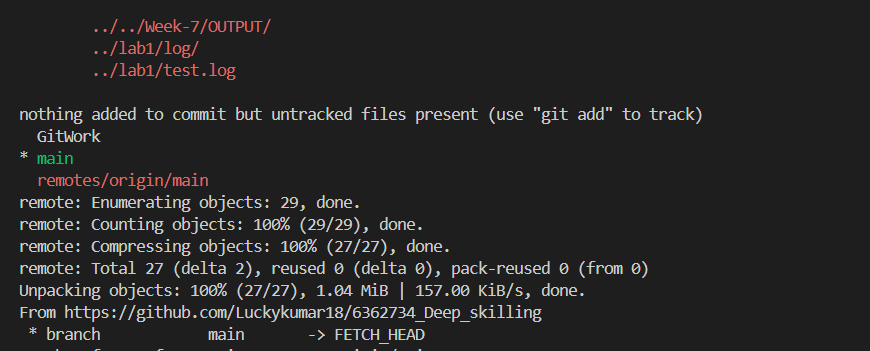 ../../Week-7/OUTPUT/
../lab1/log/
../lab1/test.log
nothing added to commit but untracked files present (use "git add" to track)
GitWork
* main
remotes/origin/main
remote: Enumerating objects: 29, done.
remote: Counting objects: 100% (29/29), done.
remote: Compressing objects: 100% (27/27), done.
remote: Total 27 (delta 2), reused 0 (delta 0), pack-reused 0 (from 0)
Unpacking objects: 100% (27/27), 1.04 MiB | 157.00 KiB/s, done.
From https://github.com/Luckykumar18/6362734_Deep_skilling
* branch main -> FETCH_HEAD